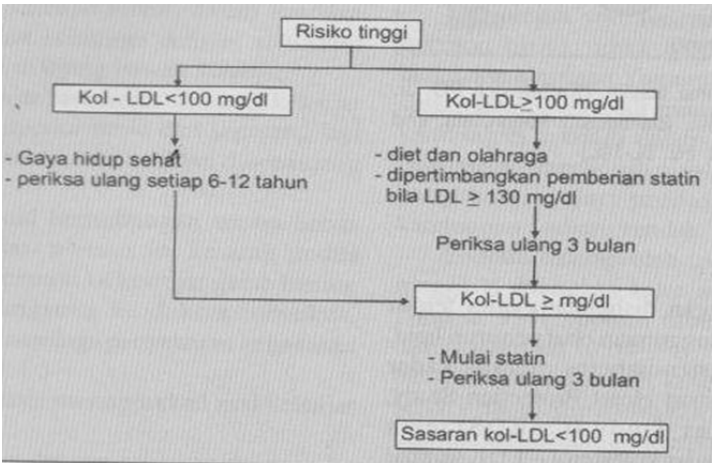 Risiko tinggi
Kol - LDL<100 mg/dl
Kol-LDL≥100 mg/dl
- Gaya hidup sehat
- periksa ulang setiap 6-12 tahun
- diet dan olahraga
- dipertimbangkan pemberian statin
bila LDL ≥ 130 mg/dl
Periksa ulang 3 bulan
Kol-LDL ≥ mg/dl
- Mulai statin
- Periksa ulang 3 bulan
Sasaran kol-LDL<100 mg/dl